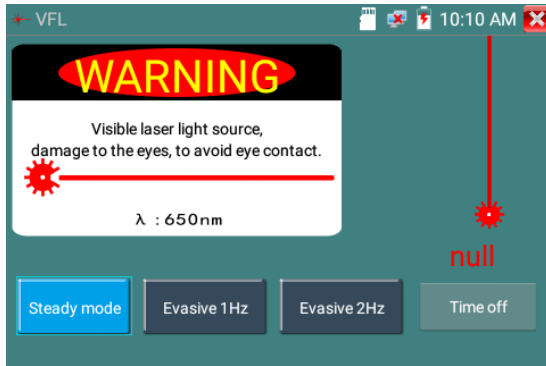 VFL
10:10 AM
WARNING
Visible laser light source,
damage to the eyes, to avoid eye contact.
λ :650nm
null
Steady mode
Evasive 1Hz
Evasive 2Hz
Time off